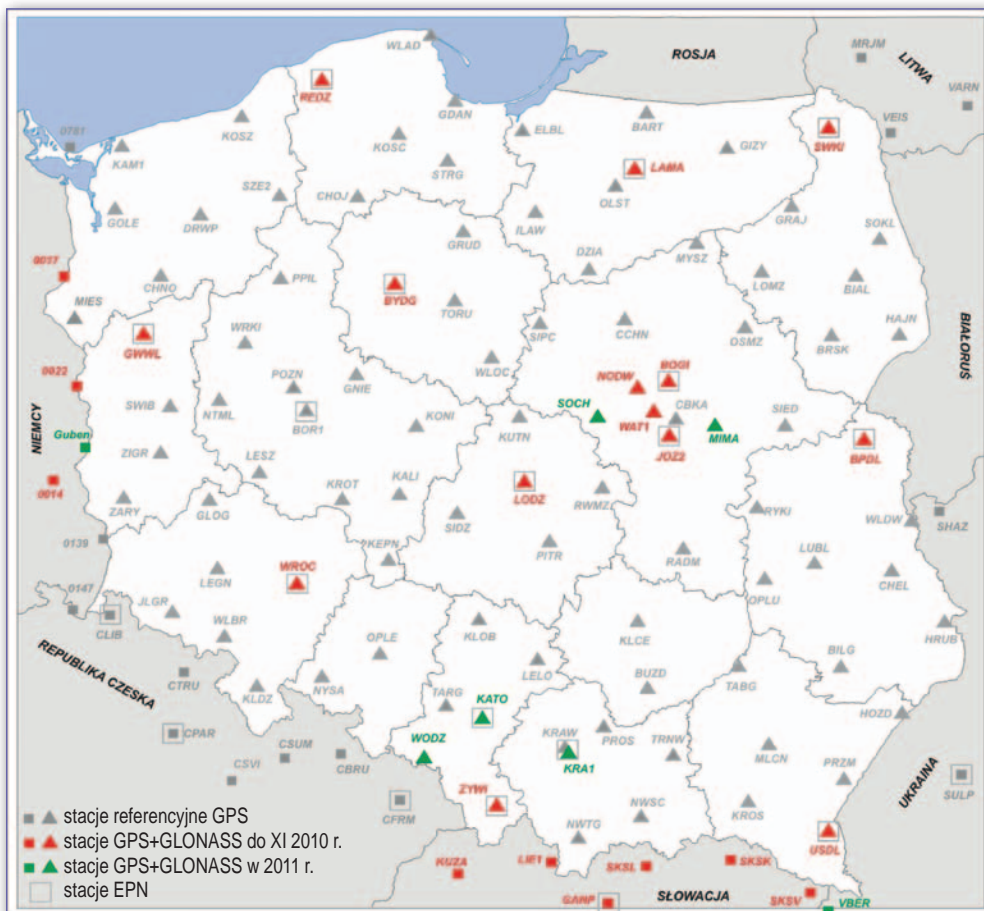 WLAD
ROSJA
MRJM
LITWA
VARN
REDZ
GDAN
KOSZ
KOSC
ELBL
BART
GIZY
SWKI
VEIS
0781
KAM1
STRG
LAMA
SZE2
CHOJ
OLST
GOLE
DRWP
ILAW
GRAJ
SOKL
GRUD
DZIA
MYSZ
0017
CHNO
PPIL
BYDG
TORU
LOMZ
BIAL
MIES
GWWL
WRKI
SIPC
CCHN
OSMZ
BRSK
HAJN
BIAŁORUŚ
WLOC
0022
POZN
GNIE
NODW
BOGI
NIEMCY
SWIB
NTML
BOR1
KONI
SOCH
WAT1
CBKA
MIMA
SIED
Guben
KUTN
JOZ2
BPDL
ZIGR
LESZ
0014
KROT
KALI
LODZ
RWMZ
ZARY
GLOG
SIDZ
RYKI
WLDW
SHAZ
0139
KEPN
PITR
RADM
LUBL
LEGN
WROC
OPLU
CHEL
0147
JLGR
CLIB
WLBR
OPLE
KLOB
KLCE
HRUB
REPUBLIKA CZESKA
CTRU
KLDZ
NYSA
LELO
BUZD
TABG
BILG
TARG
KATO
HOZD
CPAR
WODZ
KRAW
PROS
TRNW
KRA1
MLCN
PRZM
CSVI
CSUM
CBRU
UKRAINA
SULP
CFRM
ZYWI
NWSC
KROS
NWTG
USDL
stacje referencyjne GPS
stacje GPS+GLONASS do XI 2010 r.
stacje GPS+GLONASS w 2011 r.
stacje EPN
KUZA
LIE1
SKSL
SKSK
GANP
SŁOWACJA
SKSV
VBER